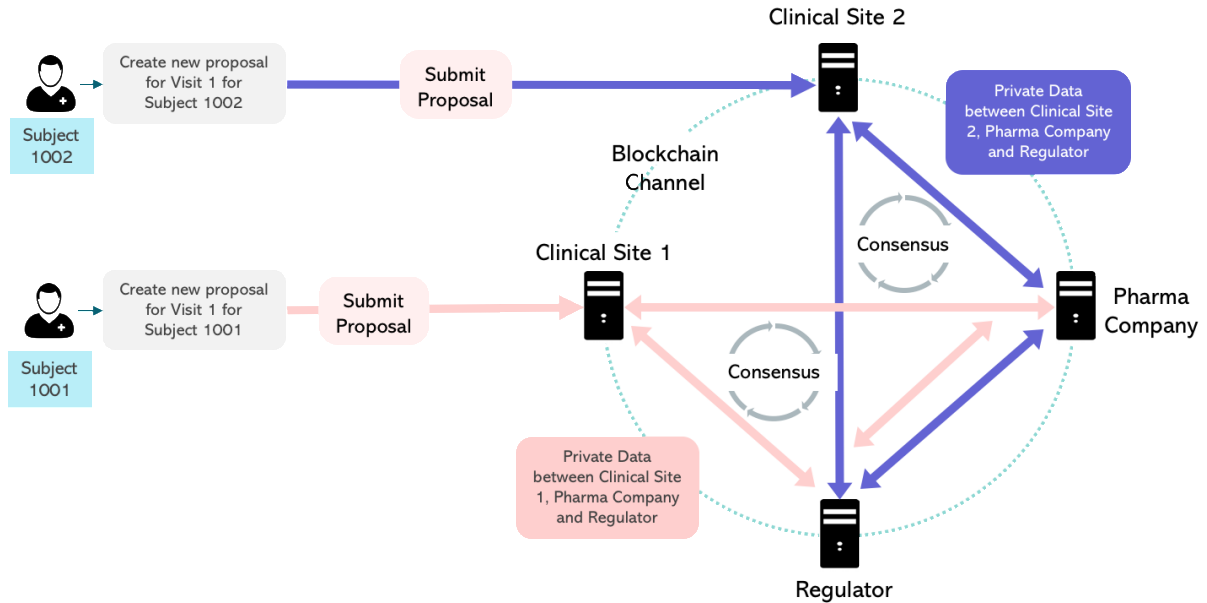 Clinical Site 2
Create new proposal
for Visit 1 for
Subject 1002
Submit
Proposal
Subject
1002
Private Data
between Clinical Site
2, Pharma Company
and Regulator
Blockchain
Channel
Consensus
Clinical Site 1
Create new proposal
for Visit 1 for
Subject 1001
Submit
Proposal
Subject
1001
Pharma
Company
Consensus
Private Data
between Clinical Site
1, Pharma Company
and Regulator
Regulator